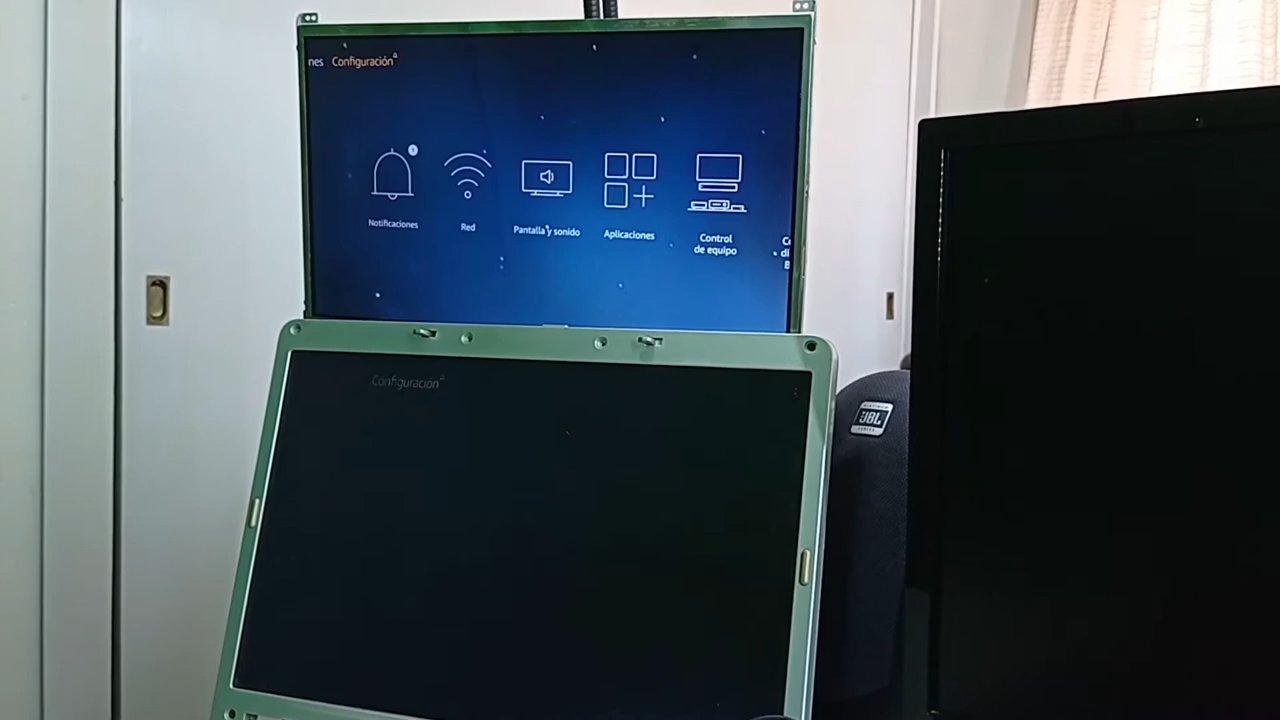 nes Configuración
Notificaciones
Red
Pantalla y sonido
Aplicaciones
Control
de equipo
Configuración
JBL